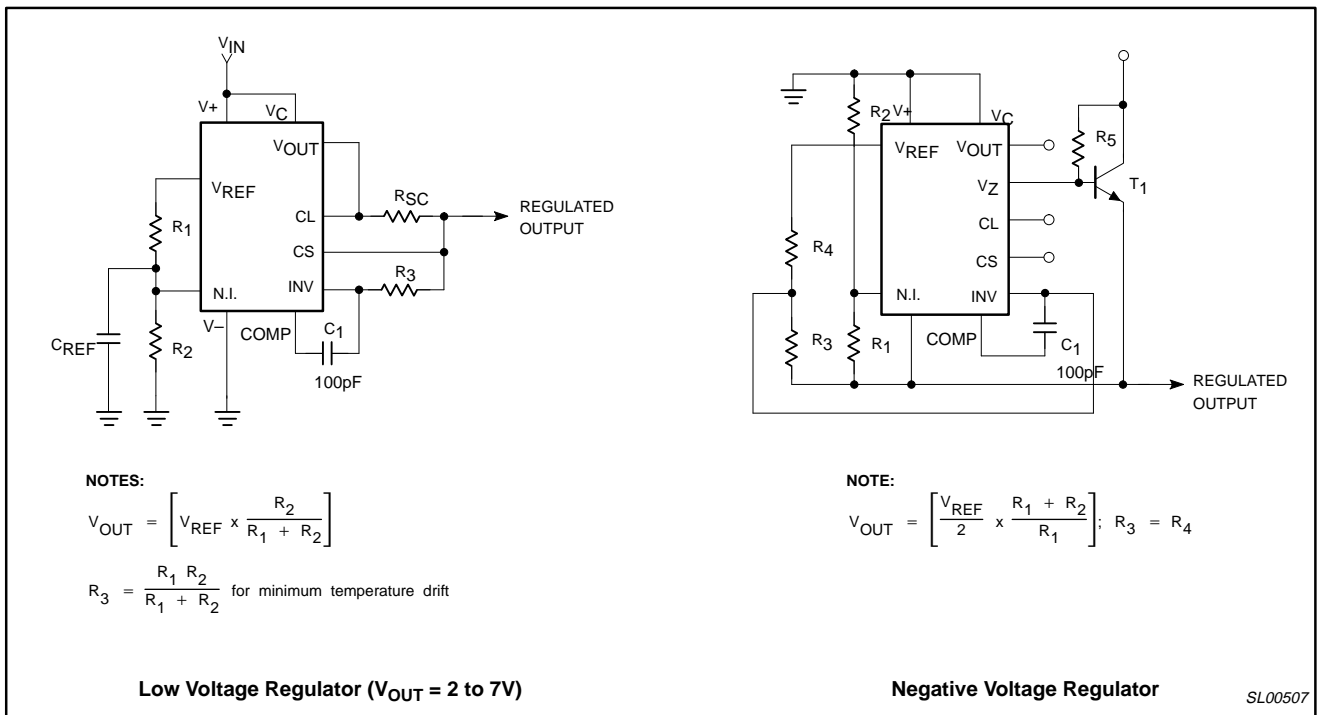 VIN
V+
VC
VOUT
VREF
RSC
CL
REGULATED
OUTPUT
R1
CS
R3
INV
N.I.
V–
COMP
C1
CREF
R2
100pF
NOTES:
VOUT = [VREF x R2 / R1 + R2]
R3 = R1 R2 / R1 + R2 for minimum temperature drift
Low Voltage Regulator (VOUT = 2 to 7V)
R2
V+
VC
VREF
VOUT
R5
VZ
T1
CL
R4
CS
N.I.
INV
R3
R1
COMP
C1
100pF
REGULATED
OUTPUT
NOTE:
VOUT = [VREF / 2 x R1 + R2 / R1]; R3 = R4
Negative Voltage Regulator
SL00507